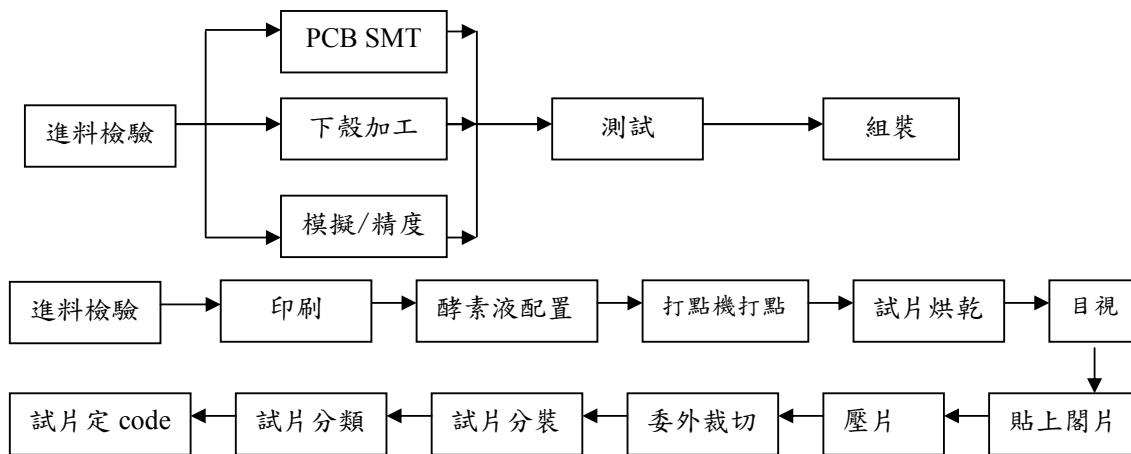 PCB SMT
進料檢驗
下殼加工
測試
組裝
模擬/精度
進料檢驗
印刷
酵素液配置
打點機打點
試片烘乾
目視
貼上閣片
壓片
委外裁切
試片分裝
試片分類
試片定 code